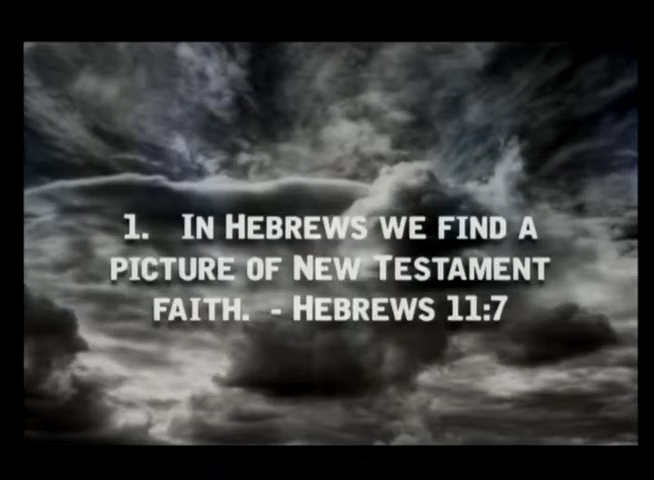 1. In Hebrews we find a
picture of New Testament
faith. - Hebrews 11:7